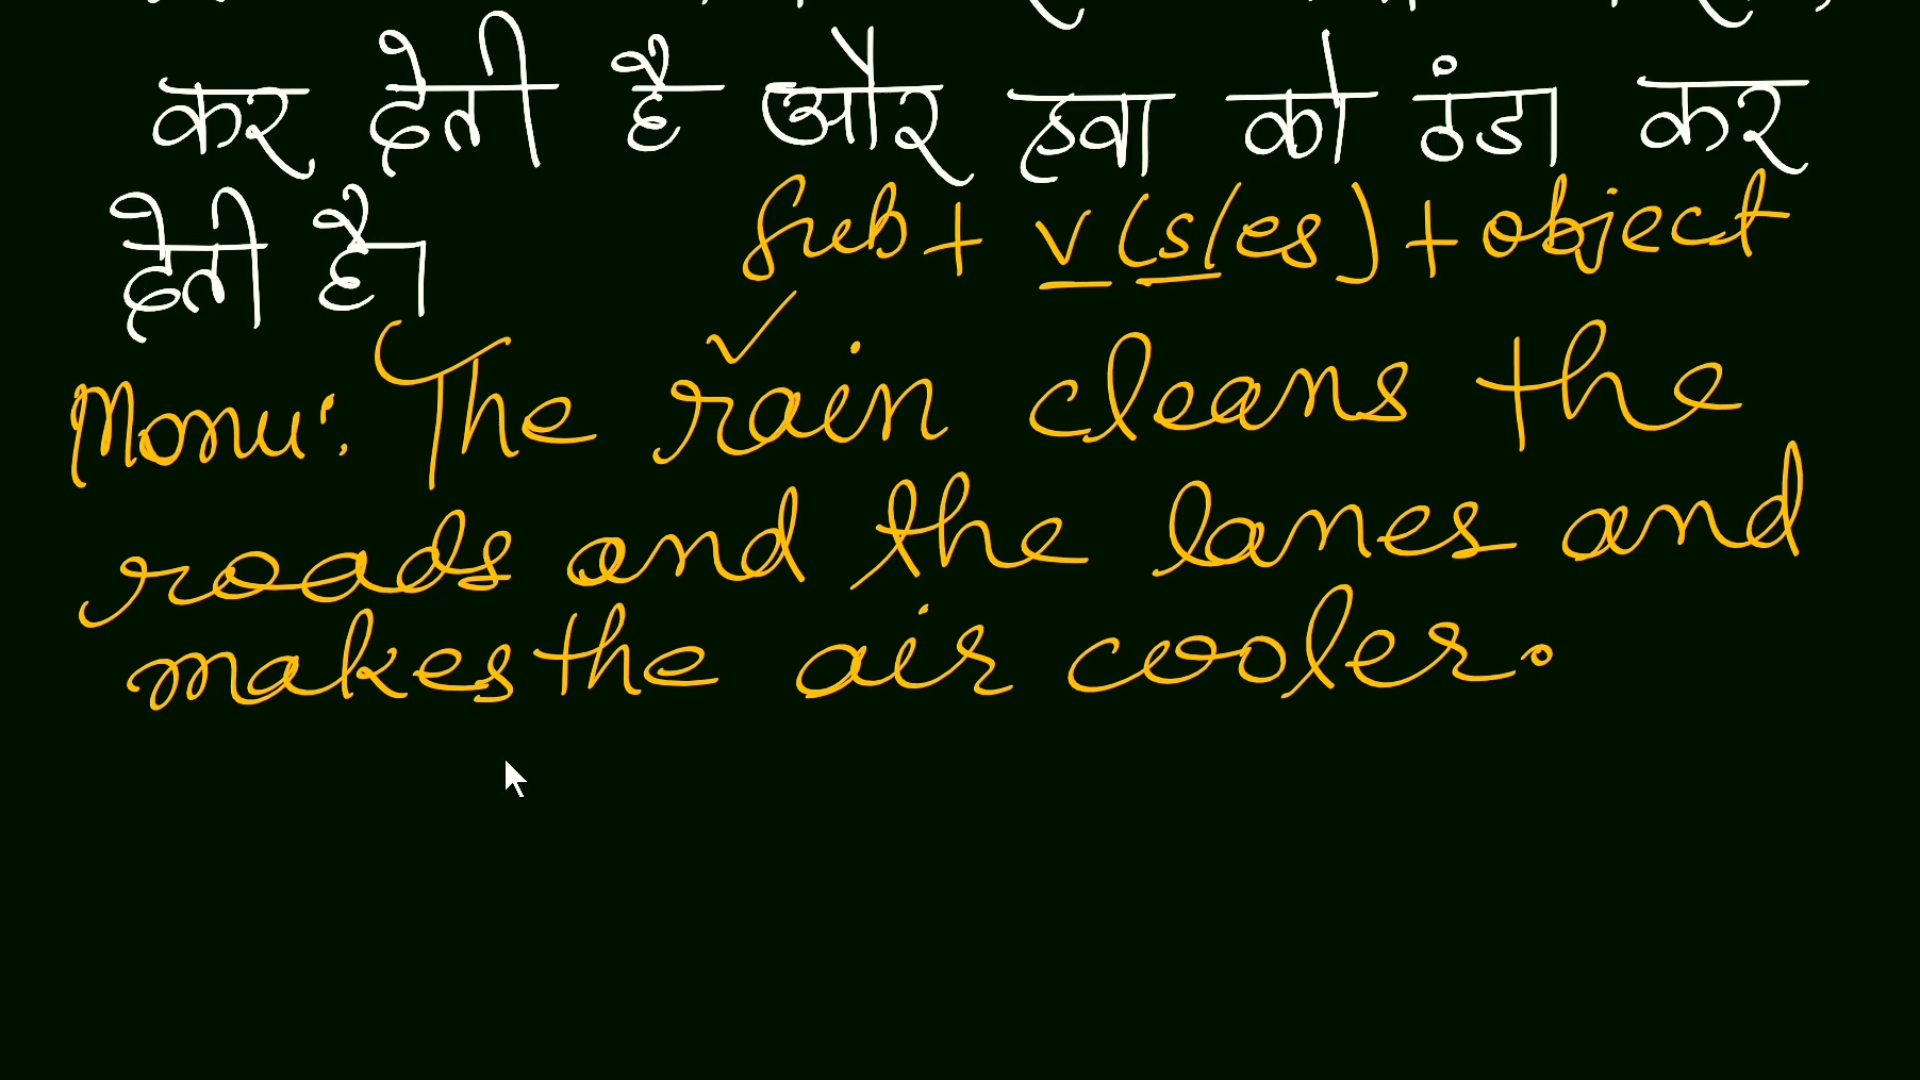 कर देती है और हवा को ठंडा कर
देती है।
Sub + v (s/es) + object
Monu: The rain cleans the
roads and the lanes and
makes the air cooler.